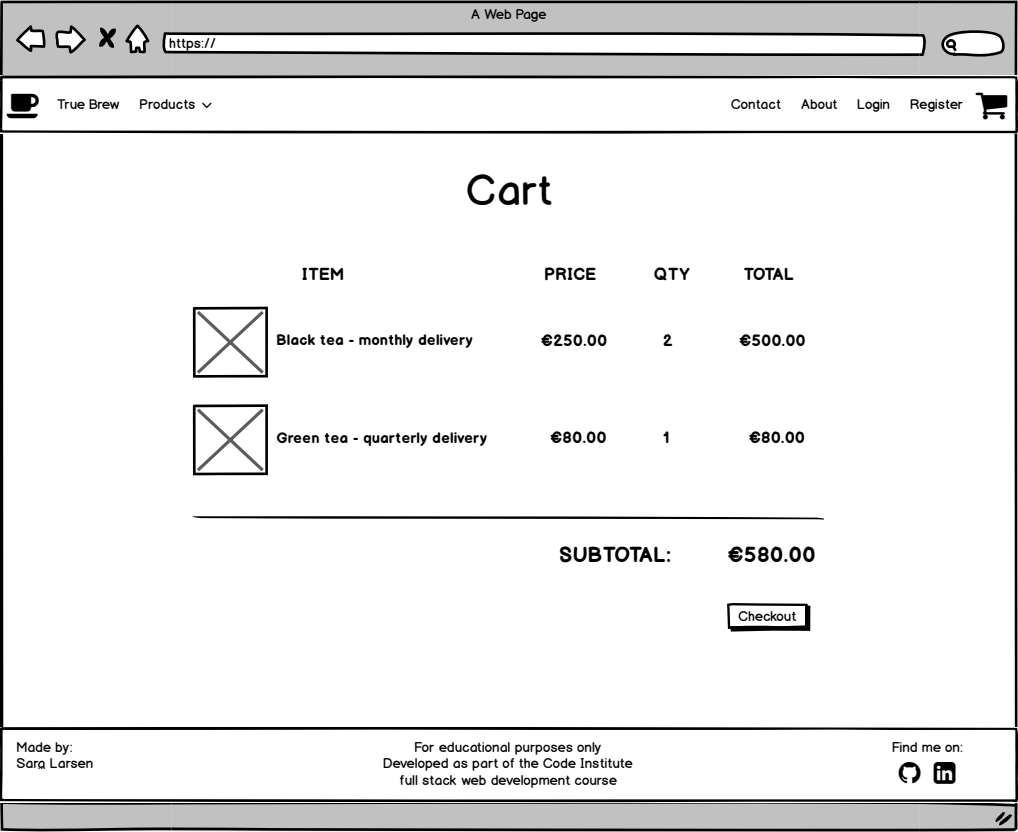 A Web Page
https://
True Brew Products Contact About Login Register
Cart
ITEM PRICE QTY TOTAL
Black tea - monthly delivery €250.00 2 €500.00
Green tea - quarterly delivery €80.00 1 €80.00
SUBTOTAL: €580.00
Checkout
Made by: For educational purposes only Find me on:
Sara Larsen Developed as part of the Code Institute
full stack web development course
in